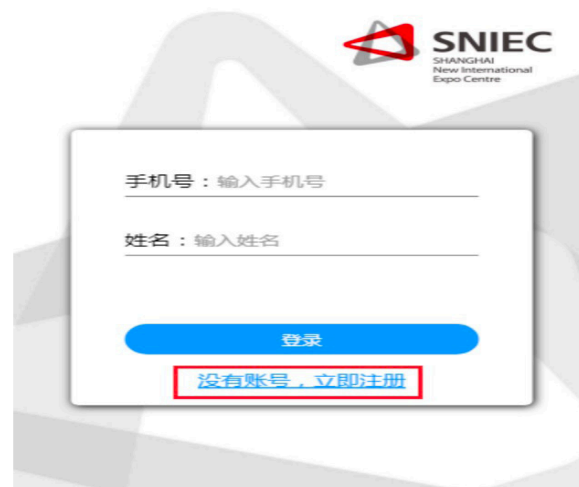 SNIEC
SHANGHAI
New International
Expo Centre
手机号：输入手机号
姓名：输入姓名
登录
没有账号，立即注册